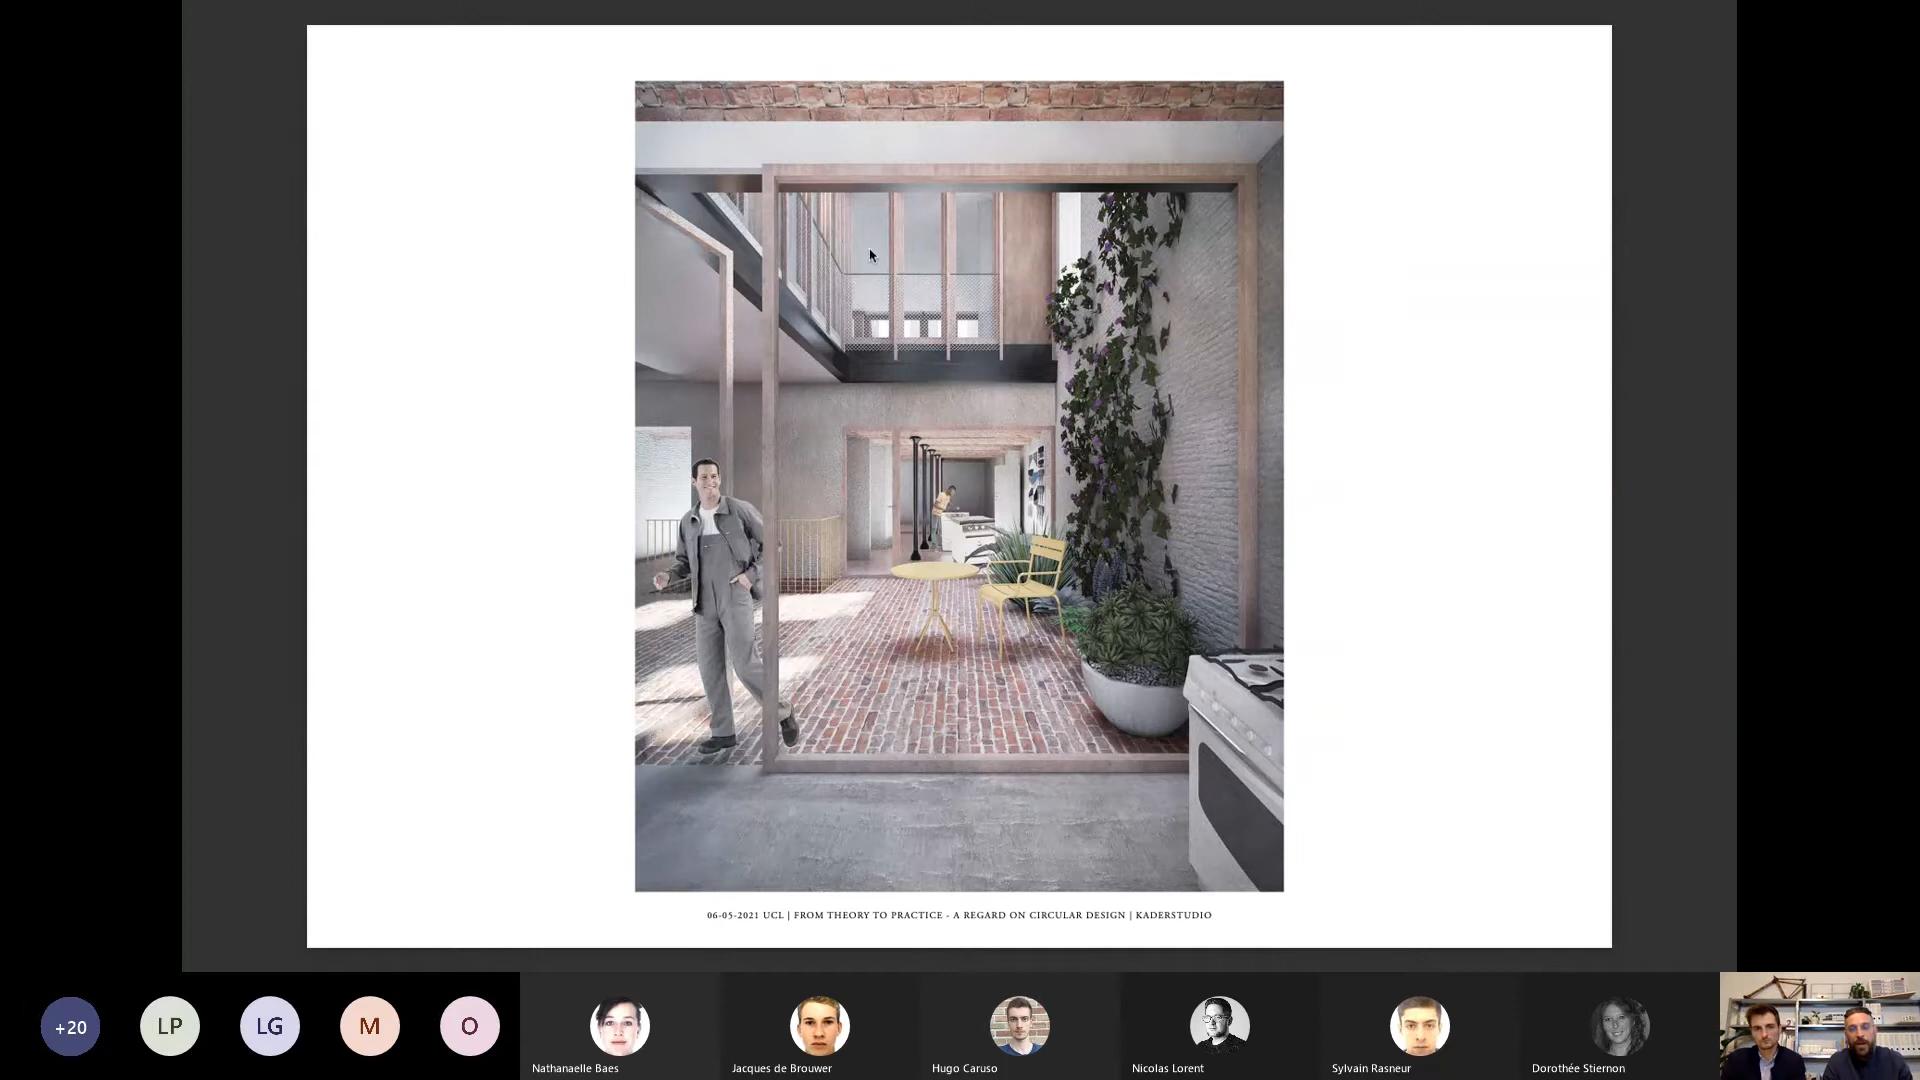 06-05-2021 UCL | FROM THEORY TO PRACTICE - A REGARD ON CIRCULAR DESIGN | KADERSTUDIO
+20
LP
LG
M
O
Nathanaelle Baes
Jacques de Brouwer
Hugo Caruso
Nicolas Lorent
Sylvain Rasneur
Dorothée Stiernon